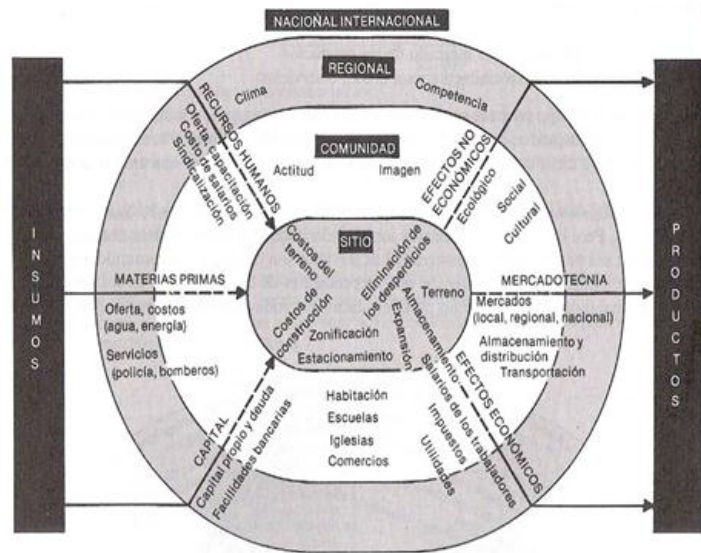 NACIONAL INTERNACIONAL
REGIONAL
Clima
Competencia
COMUNIDAD
Actitud
Imagen
INSUMOS
RECURSOS HUMANOS
Oferta, capacitación
Costo de salarios
Sindicalización
EFECTOS NO
ECONÓMICOS
Ecológico
Social
Cultural
PRODUCTOS
SITIO
Costos del
terreno
Costos de
construcción
Zonificación
Estacionamiento
Eliminación de
los desperdicios
Terreno
Almacenamiento
Expansión
MATERIAS PRIMAS
Oferta, costos
(agua, energía)
Servicios
(policía, bomberos)
MERCADOTECNIA
Mercados
(local, regional, nacional)
Almacenamiento y
distribución
Transportación
CAPITAL
Capital propio y deuda
Facilidades bancarias
Habitación
Escuelas
Iglesias
Comercios
EFECTOS ECONÓMICOS
Salarios de los trabajadores
Impuestos
Utilidades